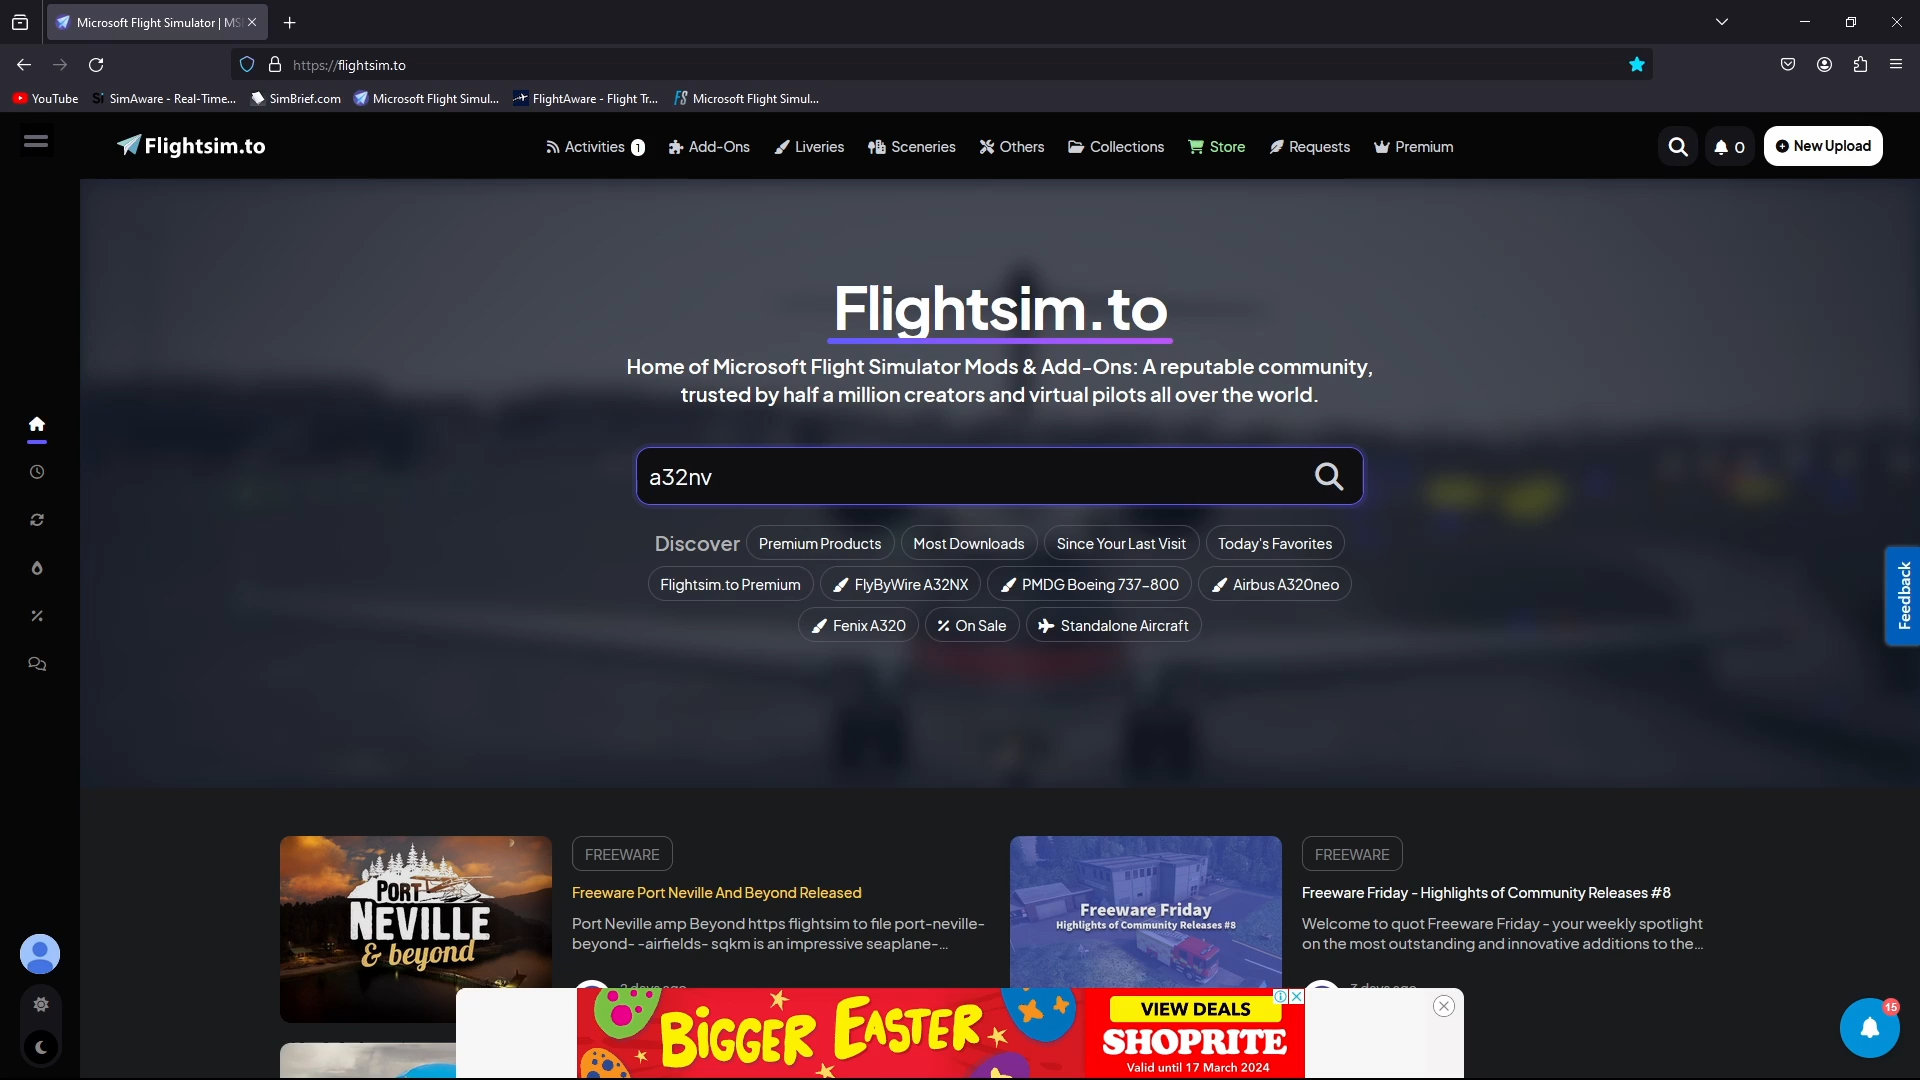 Microsoft Flight Simulator | MS
https://flightsim.to
YouTube
Si SimAware - Real-Time...
SimBrief.com
Microsoft Flight Simul...
FlightAware - Flight Tr...
FS Microsoft Flight Simul...
Flightsim.to
Activities 1
Add-Ons
Liveries
Sceneries
Others
Collections
Store
Requests
Premium
0
New Upload
Flightsim.to
Home of Microsoft Flight Simulator Mods & Add-Ons: A reputable community,
trusted by half a million creators and virtual pilots all over the world.
a32nv
Discover Premium Products Most Downloads Since Your Last Visit Today's Favorites
Flightsim.to Premium FlyByWire A32NX PMDG Boeing 737-800 Airbus A320neo
Fenix A320 On Sale Standalone Aircraft
Feedback
PORT
NEVILLE
& beyond
FREEWARE
Freeware Port Neville And Beyond Released
Port Neville amp Beyond https flightsim to file port-neville-
beyond- -airfields- sqkm is an impressive seaplane-...
Freeware Friday
Highlights of Community Releases #8
FREEWARE
Freeware Friday - Highlights of Community Releases #8
Welcome to quot Freeware Friday - your weekly spotlight
on the most outstanding and innovative additions to the...
BIGGER EASTER
VIEW DEALS
SHOPRITE
Valid until 17 March 2024
15